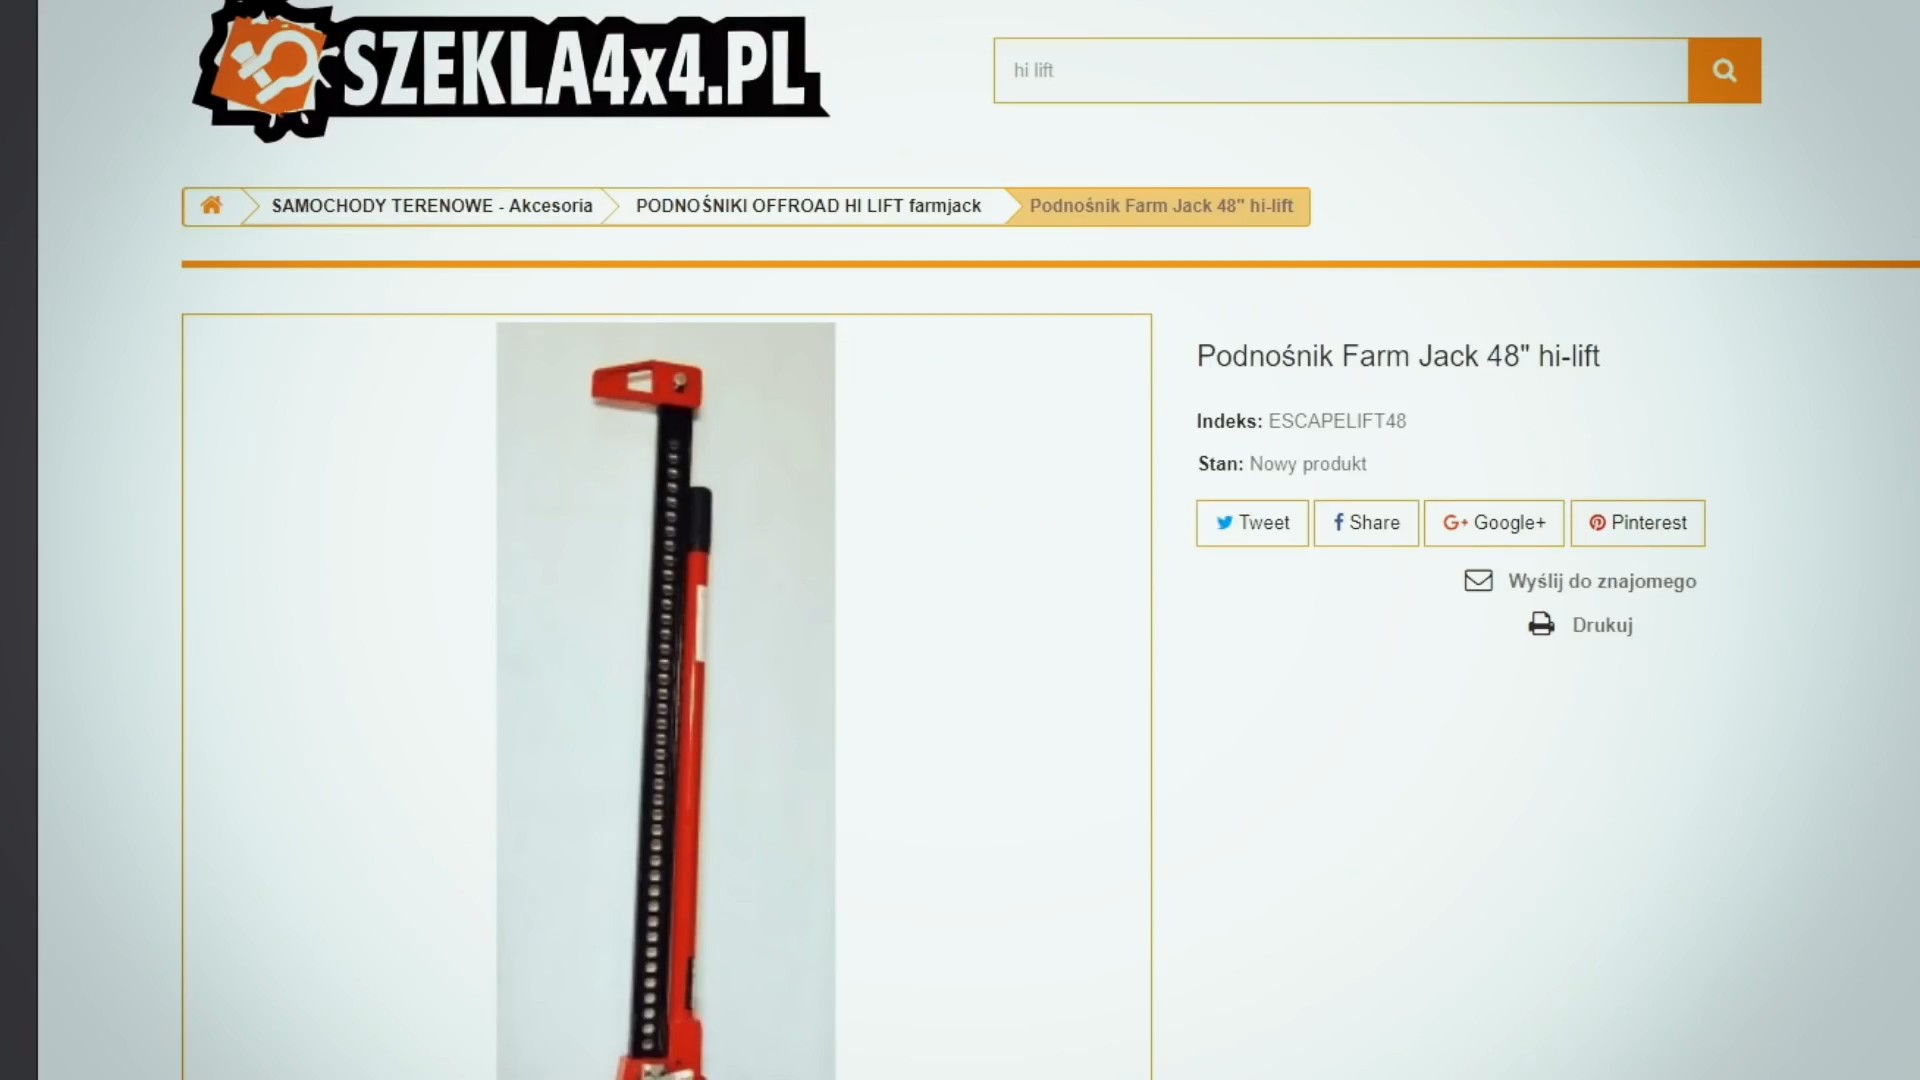 SZEKLA4x4.PL
hi lift
SAMOCHODY TERENOWE - Akcesoria
PODNOŚNIKI OFFROAD HI LIFT farmjack
Podnośnik Farm Jack 48" hi-lift
Podnośnik Farm Jack 48" hi-lift
Indeks: ESCAPELIFT48
Stan: Nowy produkt
Tweet
Share
Google+
Pinterest
Wyślij do znajomego
Drukuj